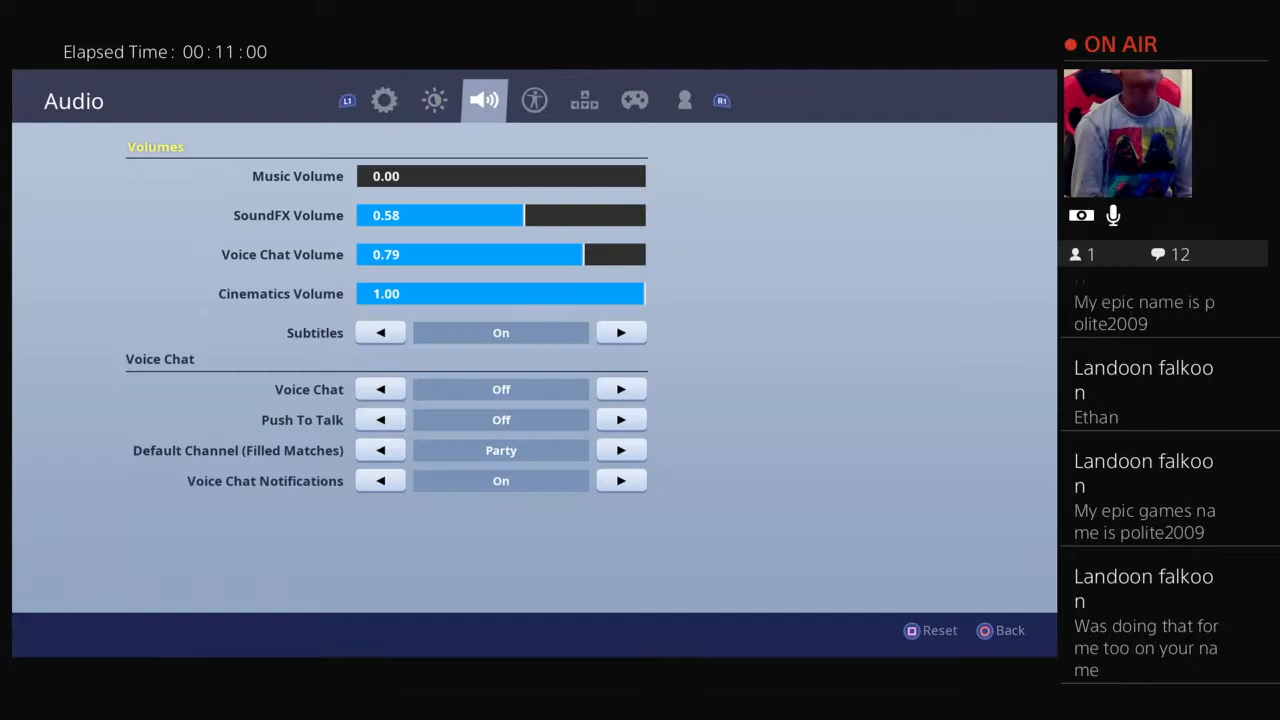 Elapsed Time: 00:11:00
ON AIR
Audio
L1
R1
Volumes
Music Volume 0.00
SoundFX Volume 0.58
Voice Chat Volume 0.79
Cinematics Volume 1.00
Subtitles On
Voice Chat
Voice Chat Off
Push To Talk Off
Default Channel (Filled Matches) Party
Voice Chat Notifications On
Reset Back
1 12
My epic name is p
olite2009
Landoon falkoo
n
Ethan
Landoon falkoo
n
My epic games na
me is polite2009
Landoon falkoo
n
Was doing that for
me too on your na
me